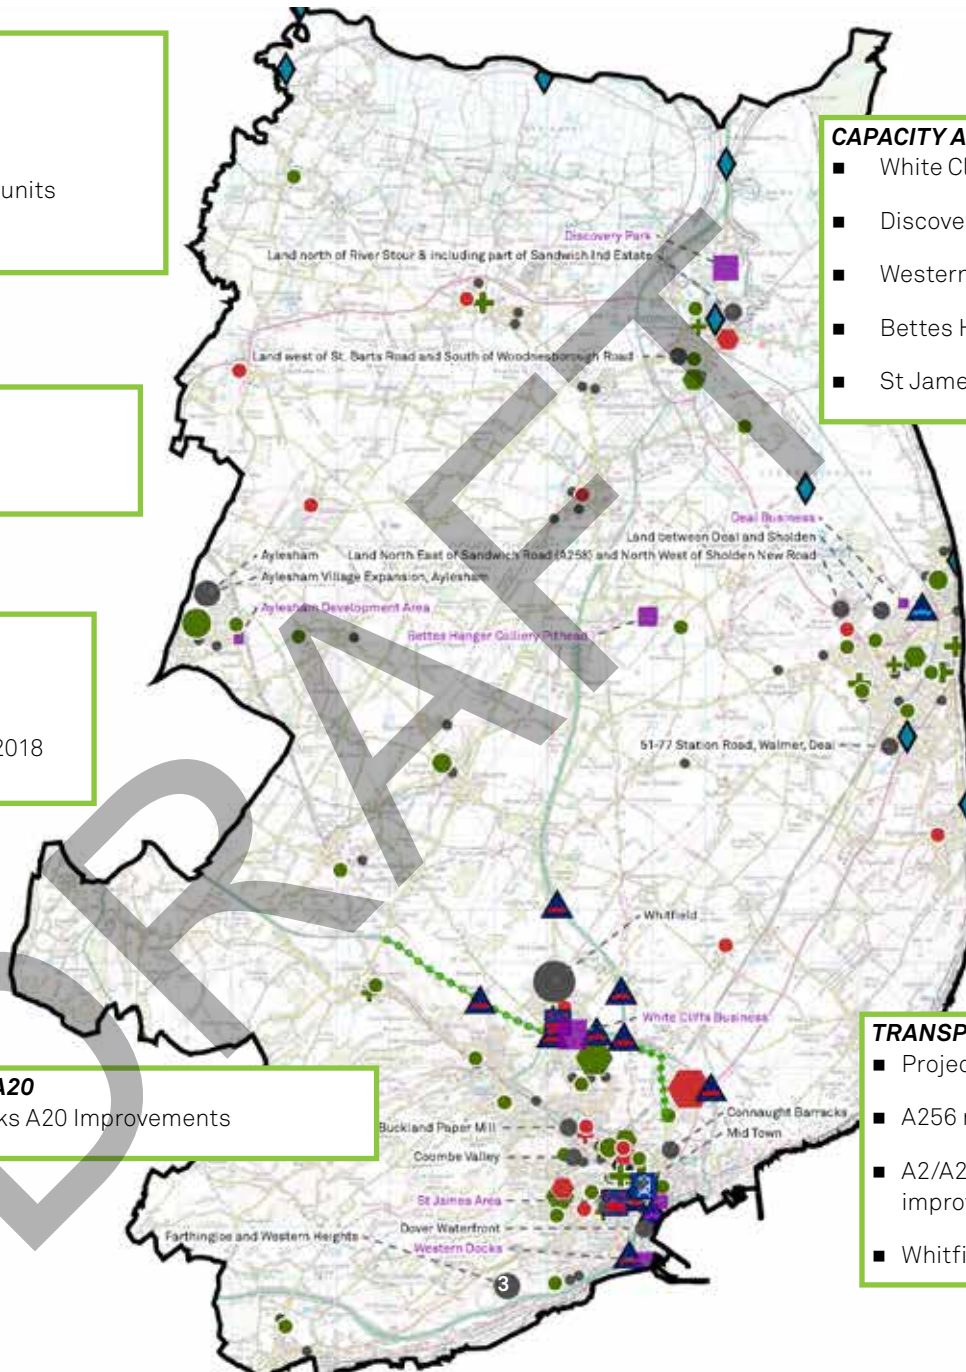 units
CAPACITY A
■ White Cl
■ Discove
■ Western
■ Bettes H
■ St Jame
Discovery Park
Land north of River Stour & including part of Sandwich Ind Estate
Land west of St. Barts Road and South of Woodnesborough Road
Deal Business
Land between Deal and Sholden
Aylesham
Land North East of Sandwich Road (A258) and North West of Sholden New Road
Aylesham Village Expansion, Aylesham
Aylesham Development Area
Bettes Hanger Colliery Pithead
2018
51-77 Station Road, Walmer, Deal
Whitfield
White Cliffs Business
TRANSP
■ Projec
■ A256 r
■ A2/A2
improv
■ Whitfi
A20
ks A20 Improvements
Connaught Barracks
Buckland Paper Mill
Mid Town
Coombe Valley
St James Area
Dover Waterfront
Farthingloe and Western Heights
Western Docks
3
DRAFT